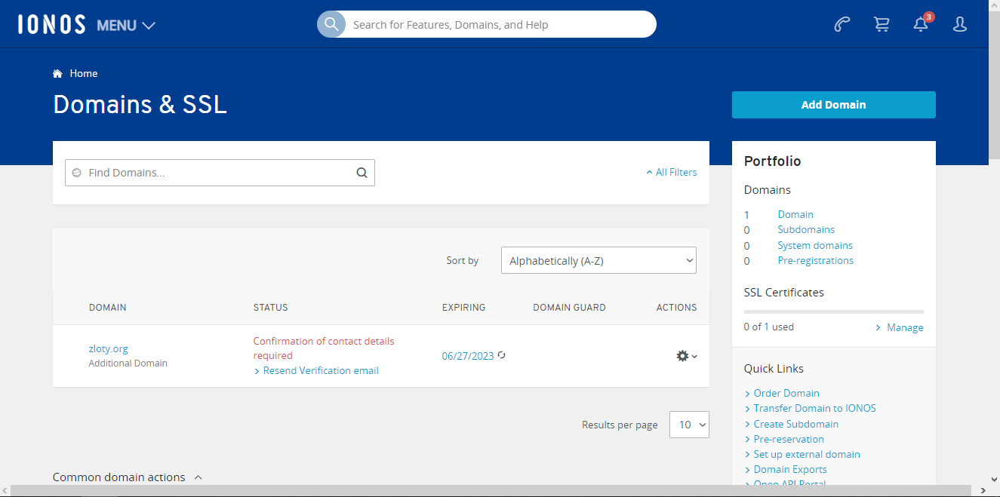 IONOS MENU
Search for Features, Domains, and Help
3
Home
Domains & SSL
Add Domain
Find Domains...
All Filters
Sort by
Alphabetically (A-Z)
DOMAIN STATUS EXPIRING DOMAIN GUARD ACTIONS
zloty.org
Additional Domain
Confirmation of contact details
required
Resend Verification email
06/27/2023
Results per page
10
Common domain actions
Portfolio
Domains
1 Domain
0 Subdomains
0 System domains
0 Pre-registrations
SSL Certificates
0 of 1 used
Manage
Quick Links
Order Domain
Transfer Domain to IONOS
Create Subdomain
Pre-reservation
Set up external domain
Domain Exports
Open API Portal